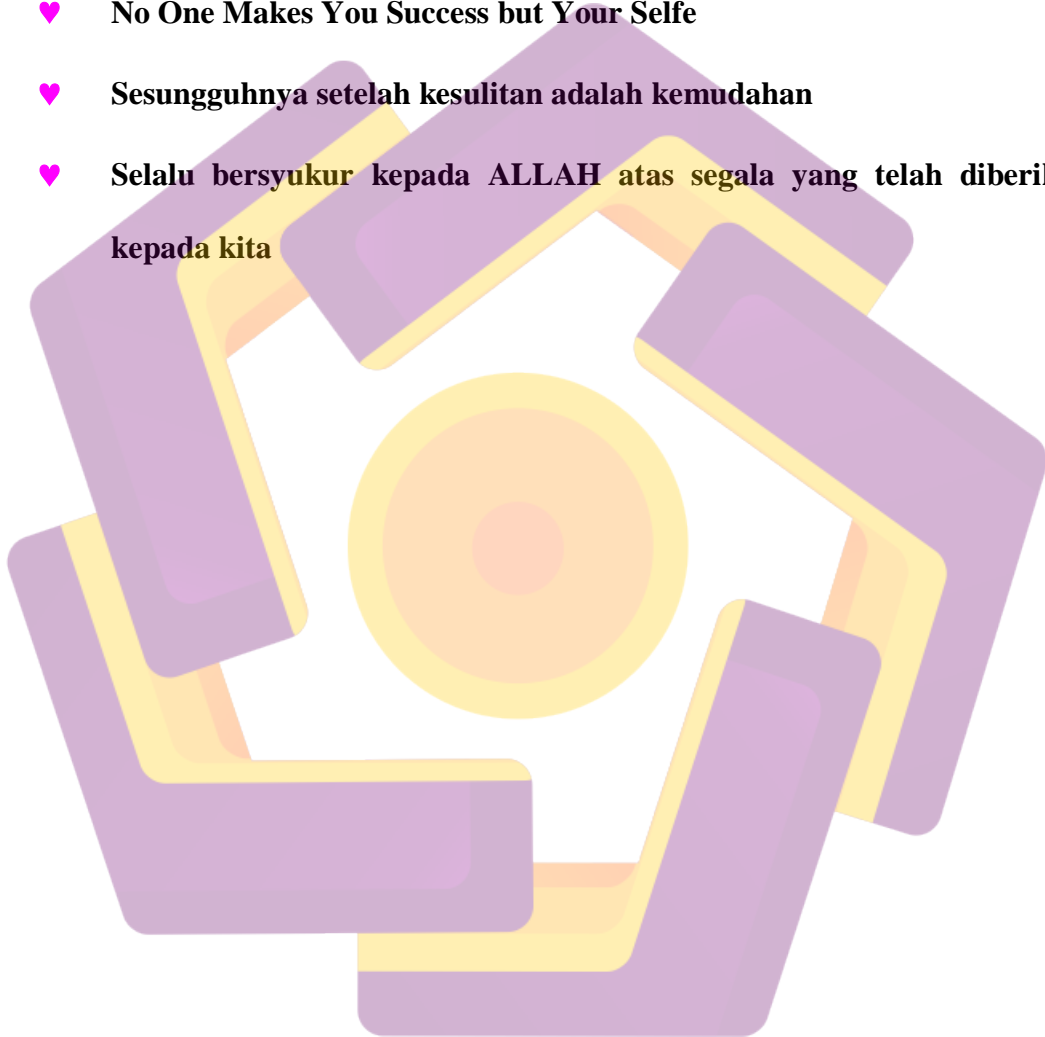 ♥ No One Makes You Success but Your Selfe
♥ Sesungguhnya setelah kesulitan adalah kemudahan
♥ Selalu bersyukur kepada ALLAH atas segala yang telah
kepada kita